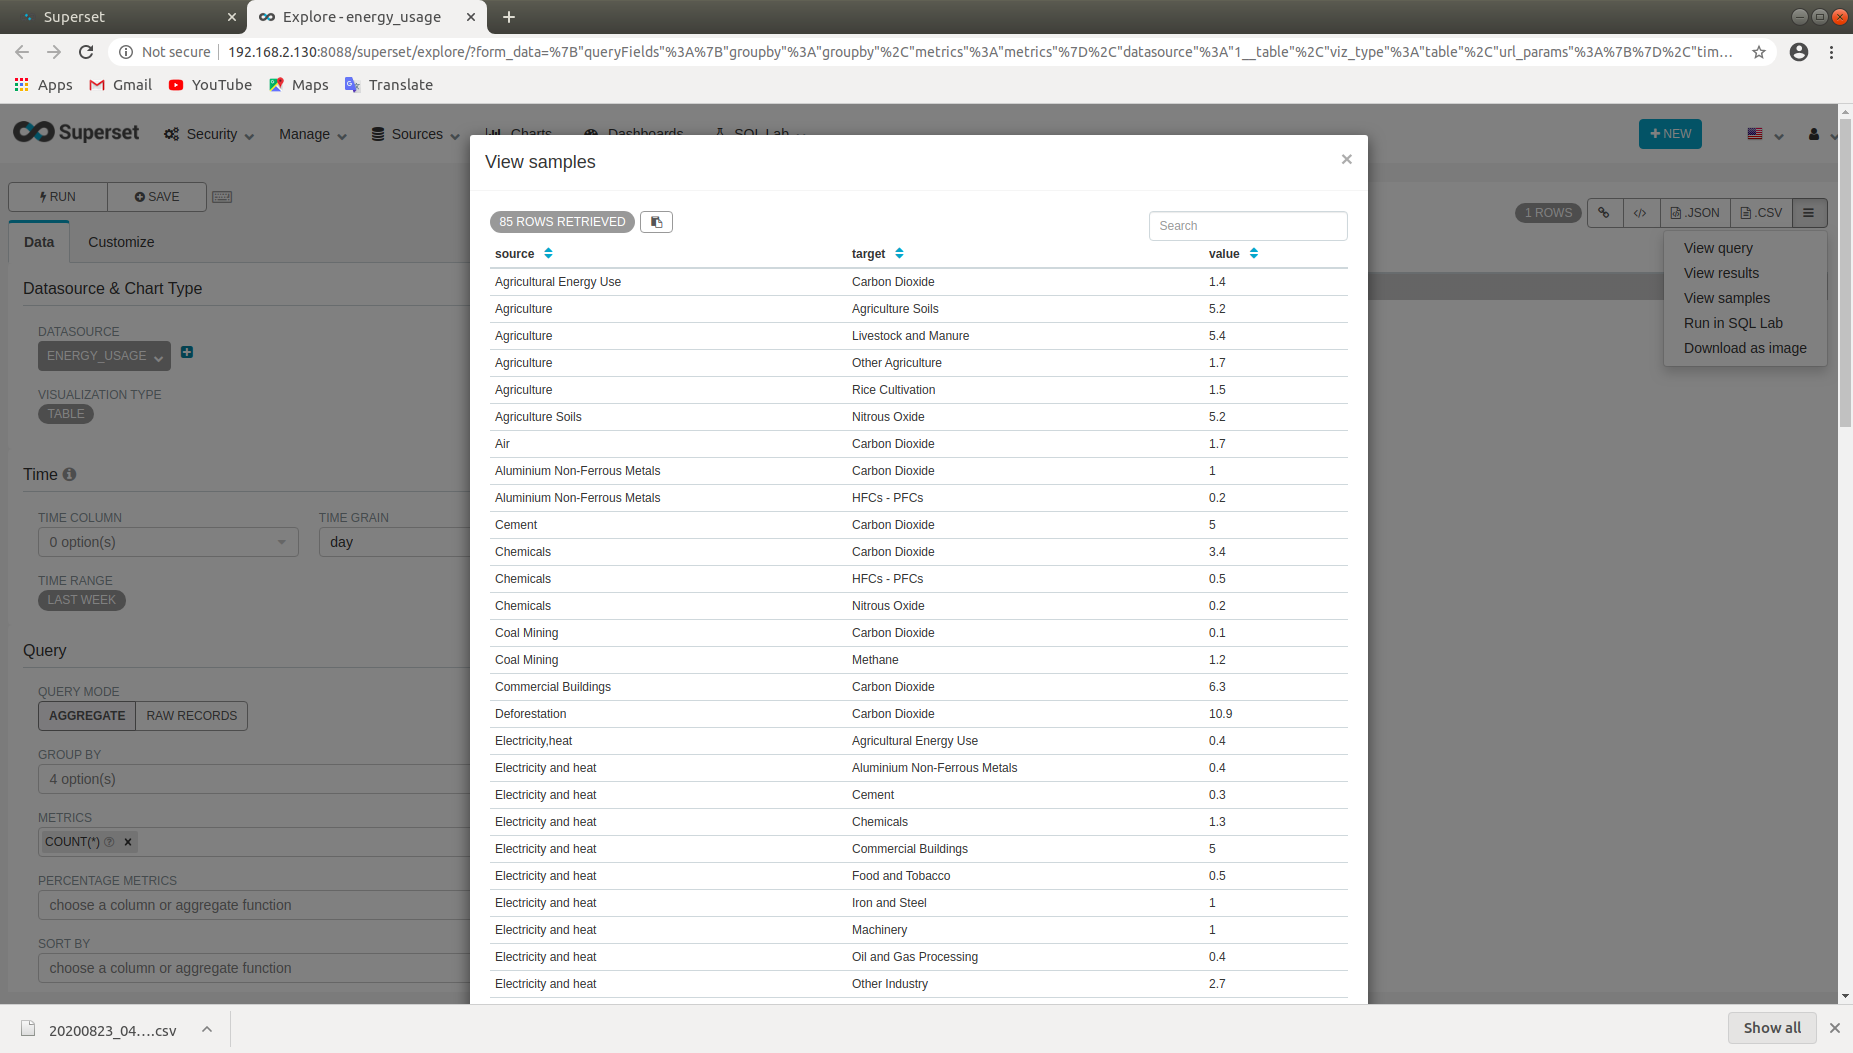 Superset
Explore - energy_usage
Not secure
192.168.2.130:8088/superset/explore/?form_data=%7B"queryFields"%3A%7B"groupby"%3A"groupby"%2C"metrics"%3A"metrics"%7D%2C"datasource"%3A"1__table"%2C"viz_type"%3A"table"%2C"url_params"%3A%7B%7D%2C"tim...
Apps
Gmail
YouTube
Maps
Translate
Superset
Security
Manage
Sources
Charts
Dashboards
SQL Lab
+ NEW
RUN
SAVE
Data
Customize
Datasource & Chart Type
DATASOURCE
ENERGY_USAGE
VISUALIZATION TYPE
TABLE
Time
TIME COLUMN
TIME GRAIN
0 option(s)
day
TIME RANGE
LAST WEEK
Query
QUERY MODE
AGGREGATE
RAW RECORDS
GROUP BY
4 option(s)
METRICS
COUNT(*)
PERCENTAGE METRICS
choose a column or aggregate function
SORT BY
choose a column or aggregate function
View samples
85 ROWS RETRIEVED
Search
source target value
Agricultural Energy Use Carbon Dioxide 1.4
Agriculture Agriculture Soils 5.2
Agriculture Livestock and Manure 5.4
Agriculture Other Agriculture 1.7
Agriculture Rice Cultivation 1.5
Agriculture Soils Nitrous Oxide 5.2
Air Carbon Dioxide 1.7
Aluminium Non-Ferrous Metals Carbon Dioxide 1
Aluminium Non-Ferrous Metals HFCs - PFCs 0.2
Cement Carbon Dioxide 5
Chemicals Carbon Dioxide 3.4
Chemicals HFCs - PFCs 0.5
Chemicals Nitrous Oxide 0.2
Coal Mining Carbon Dioxide 0.1
Coal Mining Methane 1.2
Commercial Buildings Carbon Dioxide 6.3
Deforestation Carbon Dioxide 10.9
Electricity,heat Agricultural Energy Use 0.4
Electricity and heat Aluminium Non-Ferrous Metals 0.4
Electricity and heat Cement 0.3
Electricity and heat Chemicals 1.3
Electricity and heat Commercial Buildings 5
Electricity and heat Food and Tobacco 0.5
Electricity and heat Iron and Steel 1
Electricity and heat Machinery 1
Electricity and heat Oil and Gas Processing 0.4
Electricity and heat Other Industry 2.7
1 ROWS
.JSON
.CSV
View query
View results
View samples
Run in SQL Lab
Download as image
20200823_04....csv
Show all